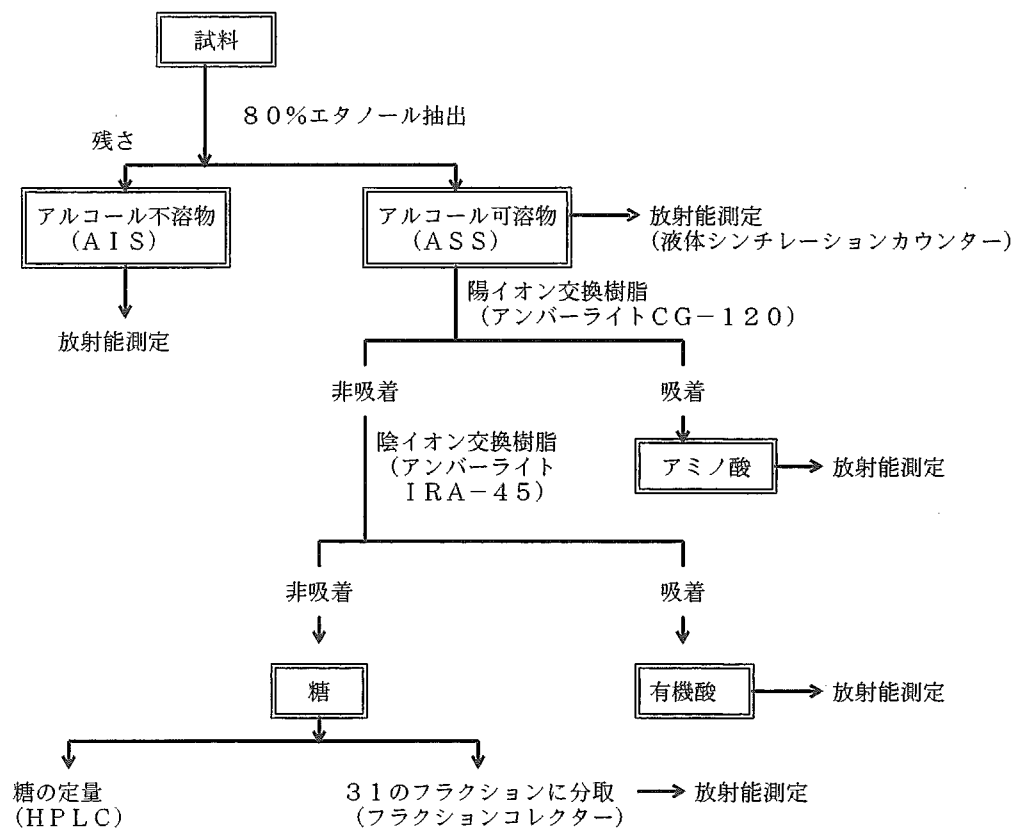 試料
80%エタノール抽出
残さ
アルコール不溶物
(AIS)
アルコール可溶物
(ASS)
放射能測定
(液体シンチレーションカウンター)
放射能測定
陽イオン交換樹脂
(アンバーライトCG-120)
非吸着
吸着
陰イオン交換樹脂
(アンバーライト
IRA-45)
アミノ酸
放射能測定
非吸着
吸着
糖
有機酸
放射能測定
糖の定量
(HPLC)
31のフラクションに分取
(フラクションコレクター)
放射能測定